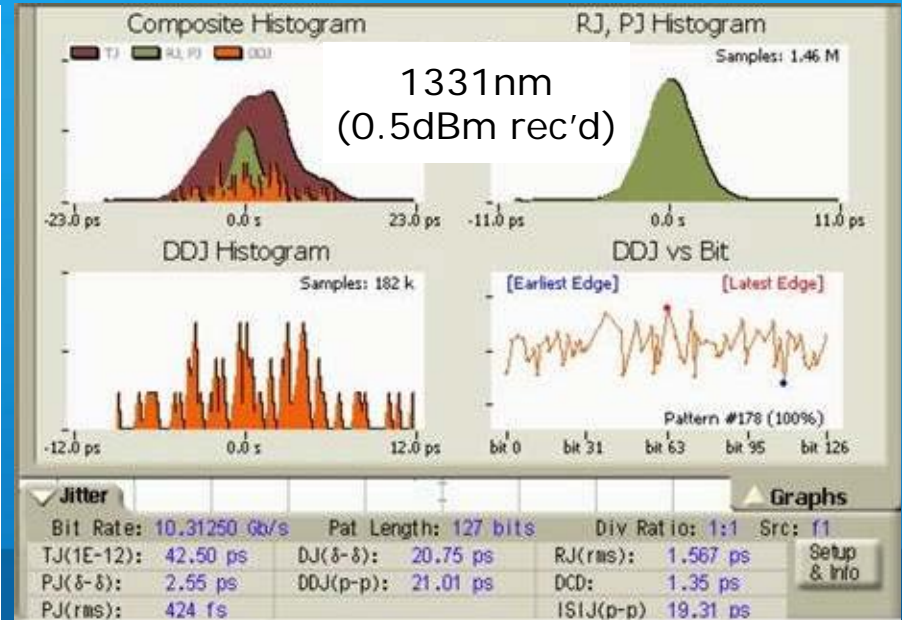 Composite Histogram
RJ, PJ Histogram
TJ RJ, PJ DDJ
Samples: 1.46 M
1331nm
(0.5dBm rec'd)
-23.0 ps 0.0 s 23.0 ps
-11.0 ps 0.0 s 11.0 ps
DDJ Histogram
DDJ vs Bit
Samples: 182 k
[Earliest Edge] [Latest Edge]
Pattern #178 (100%)
-12.0 ps 0.0 s 12.0 ps
bit 0 bit 31 bit 63 bit 95 bit 126
Jitter
Graphs
Bit Rate: 10.31250 Gb/s Pat Length: 127 bits Div Ratio: 1:1 Src: f1
TJ(1E-12): 42.50 ps DJ(δ-δ): 20.75 ps RJ(rms): 1.567 ps
Setup
& Info
PJ(δ-δ): 2.55 ps DDJ(p-p): 21.01 ps DCD: 1.35 ps
PJ(rms): 424 fs ISIJ(p-p) 19.31 ps